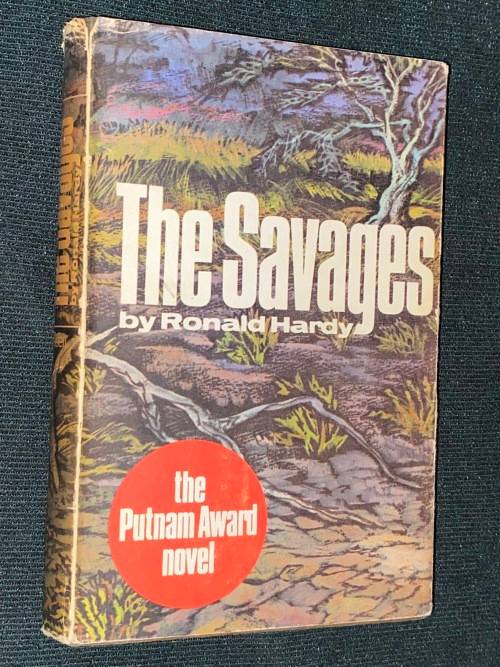 The Savages
by Ronald Hardy
the
Putnam Award
novel